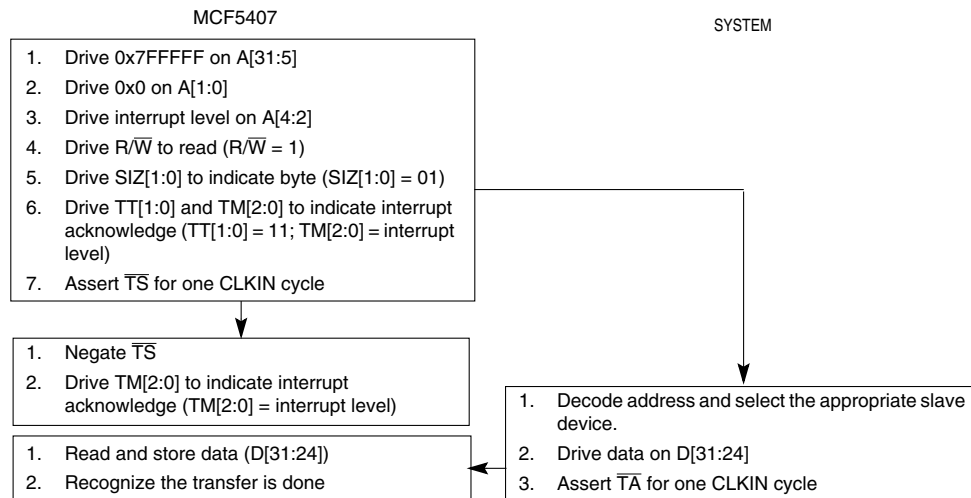 MCF5407
SYSTEM
1. Drive 0x7FFFFF on A[31:5]
2. Drive 0x0 on A[1:0]
3. Drive interrupt level on A[4:2]
4. Drive R/W̅ to read (R/W̅ = 1)
5. Drive SIZ[1:0] to indicate byte (SIZ[1:0] = 01)
6. Drive TT[1:0] and TM[2:0] to indicate interrupt
acknowledge (TT[1:0] = 11; TM[2:0] = interrupt
level)
7. Assert T̅S̅ for one CLKIN cycle
1. Negate T̅S̅
2. Drive TM[2:0] to indicate interrupt
acknowledge (TM[2:0] = interrupt level)
1. Decode address and select the appropriate slave
device.
2. Drive data on D[31:24]
3. Assert T̅A̅ for one CLKIN cycle
1. Read and store data (D[31:24])
2. Recognize the transfer is done